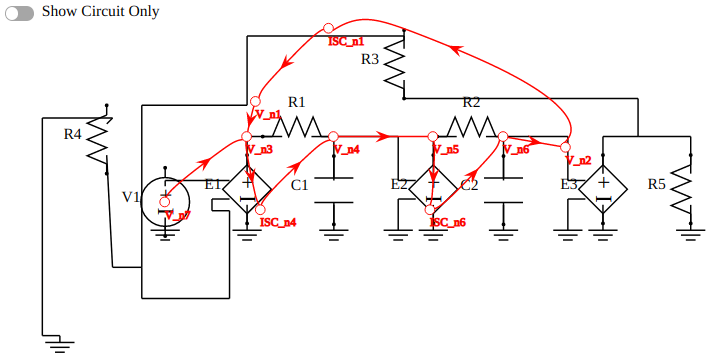 Show Circuit Only
ISC_n1
R3
V_n1
R1
R2
R4
V_n3
V_n4
V_n5
V_n6
V_n2
V1
E1
C1
E2
C2
E3
R5
+
+
+
+
V_n7
ISC_n4
ISC_n6